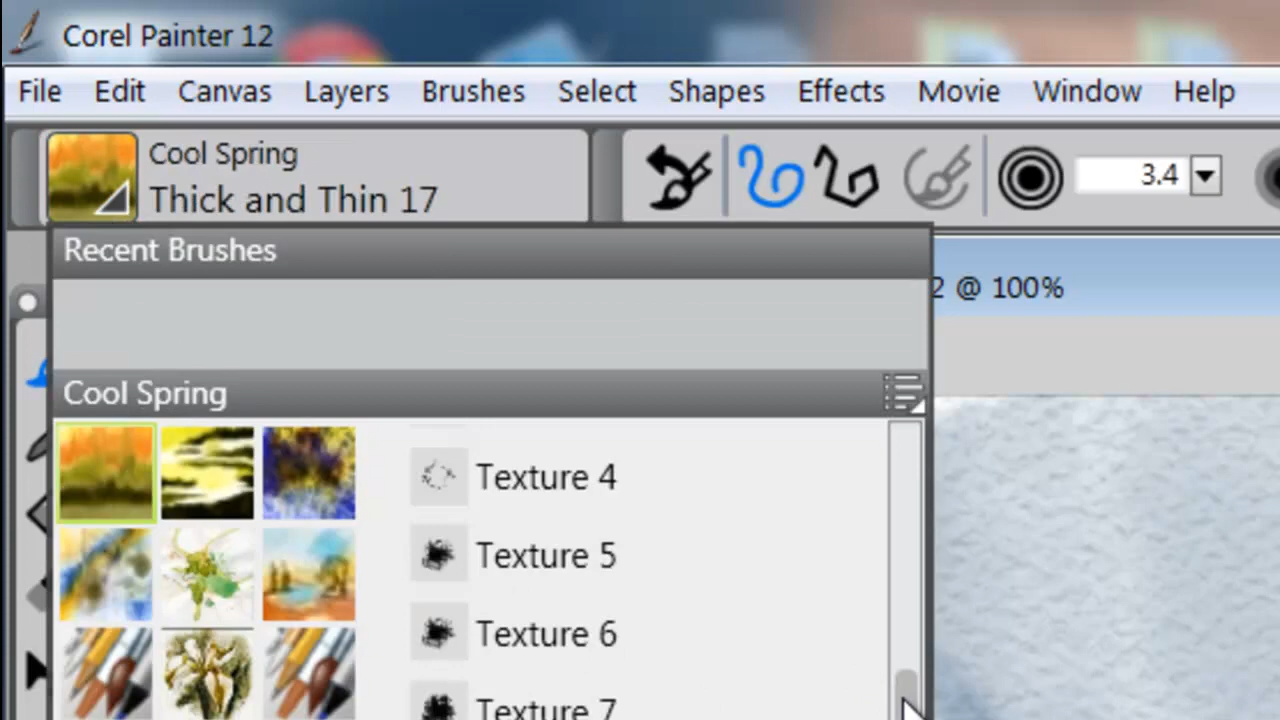 Corel Painter 12
File Edit Canvas Layers Brushes Select Shapes Effects Movie Window Help
Cool Spring
Thick and Thin 17
3.4
Recent Brushes
2 @ 100%
Cool Spring
Texture 4
Texture 5
Texture 6
Texture 7